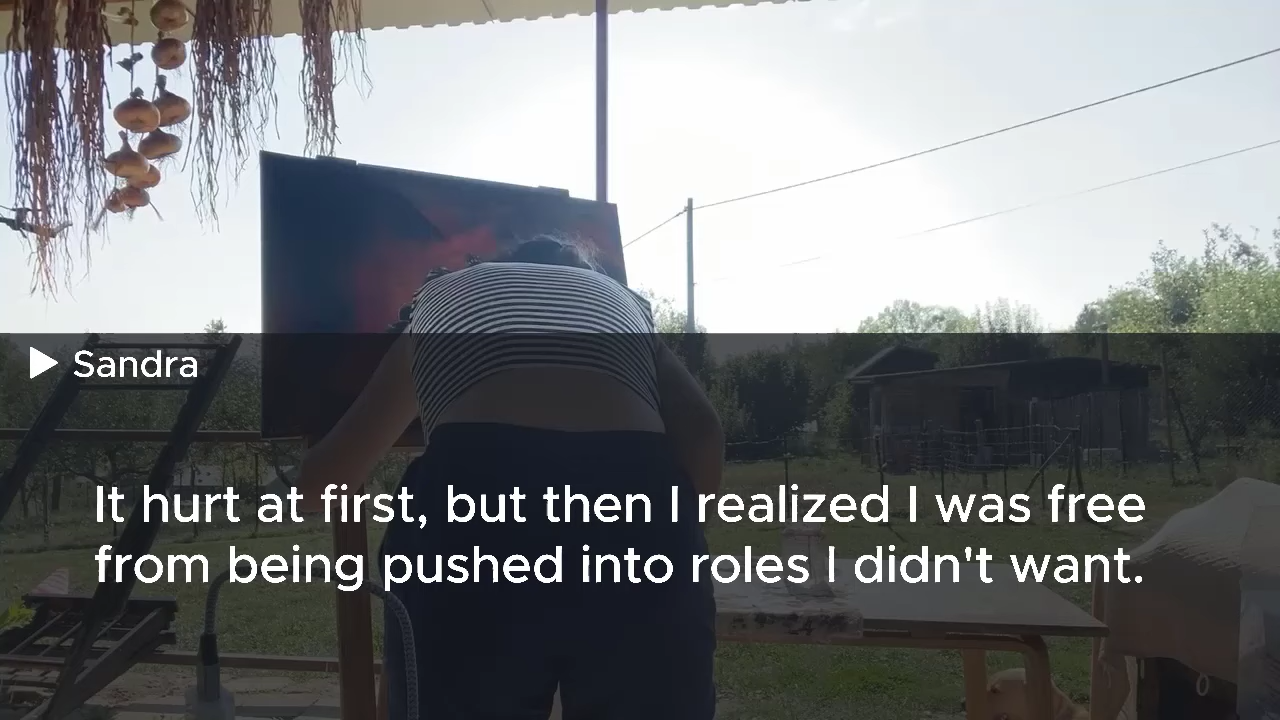 Sandra
It hurt at first, but then I realized I was free
from being pushed into roles I didn't want.